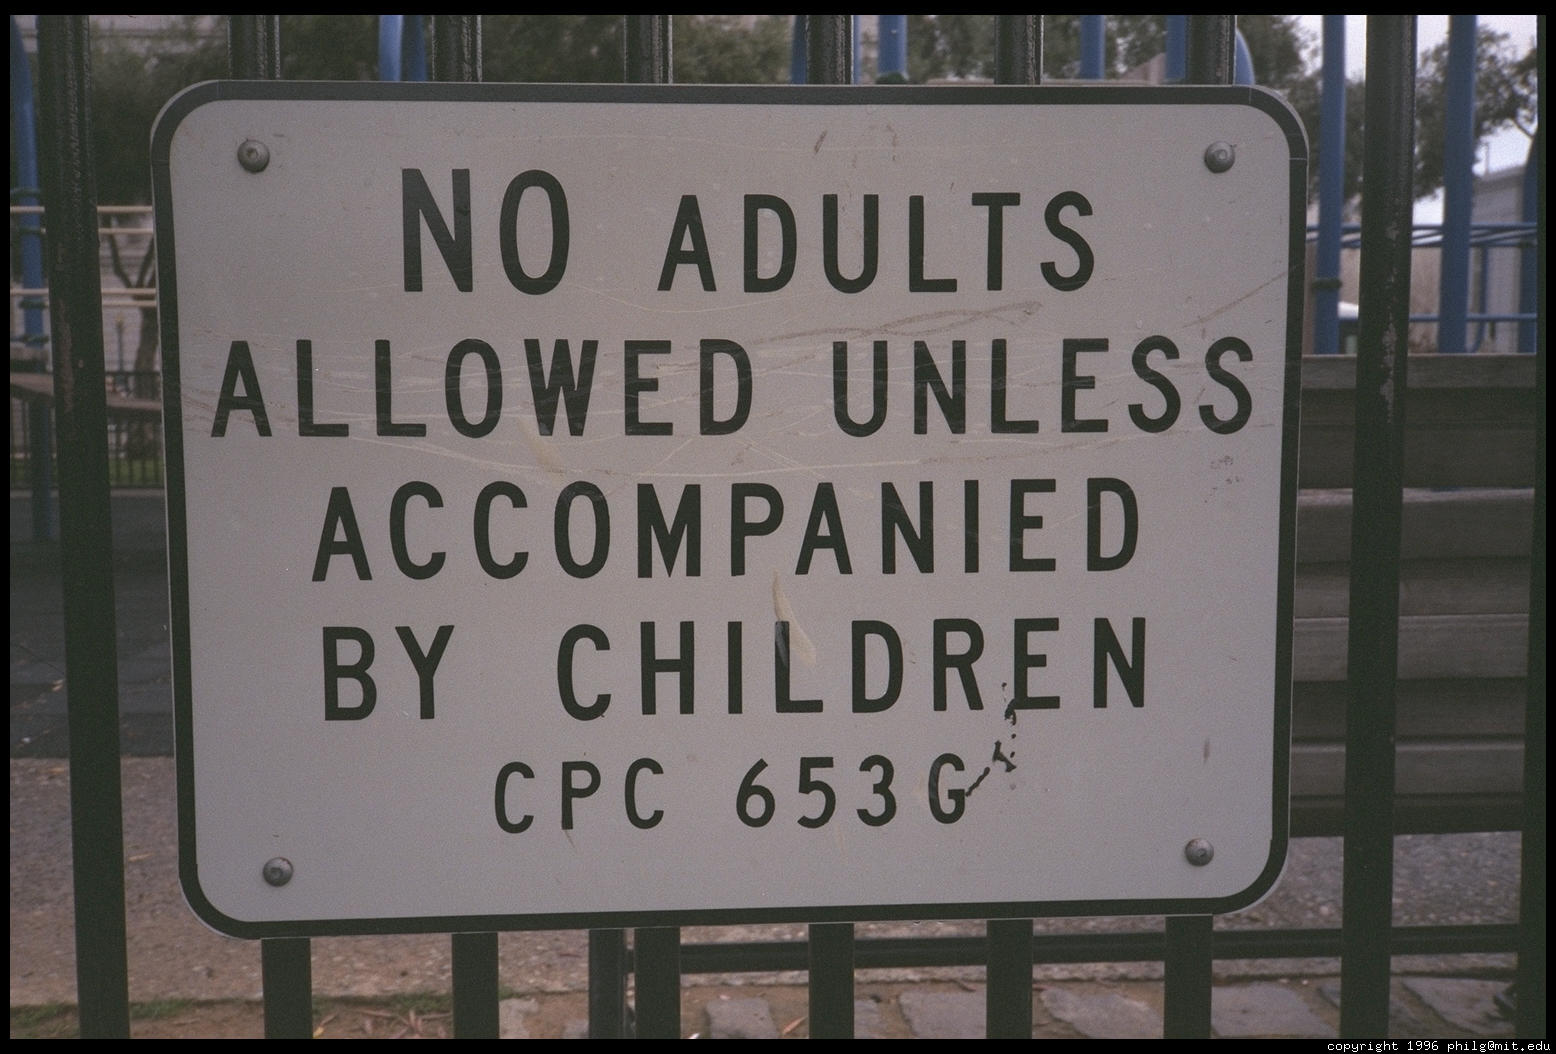 NO ADULTS
ALLOWED UNLESS
ACCOMPANIED
BY CHILDREN
CPC 653G
copyright 1996 philg@mit.edu